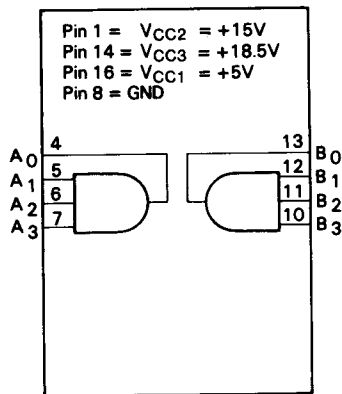 Pin 1 = VCC2 = +15V
Pin 14 = VCC3 = +18.5V
Pin 16 = VCC1 = +5V
Pin 8 = GND
A0 4 13 B0
A1 5 12 B1
A2 6 11 B2
A3 7 10 B3